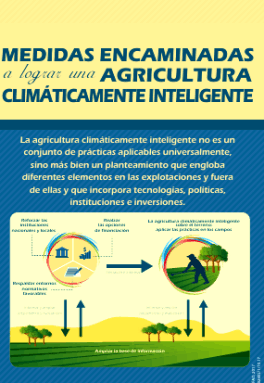 MEDIDAS ENCAMINADAS
a lograr una AGRICULTURA
CLIMÁTICAMENTE INTELIGENTE
La agricultura climáticamente inteligente no es un
conjunto de prácticas aplicables universalmente,
sino más bien un planteamiento que engloba
diferentes elementos en las explotaciones y fuera
de ellas y que incorpora tecnologías, políticas,
instituciones e inversiones.
Reforzar las
instituciones
nacionales y locales
Realzar
las opciones
de financiación
La agricultura climáticamente inteligente
sobre el terreno:
aplicar las prácticas en los campos
Requisito entornos
normativos
favorables
Ampliar la base de información